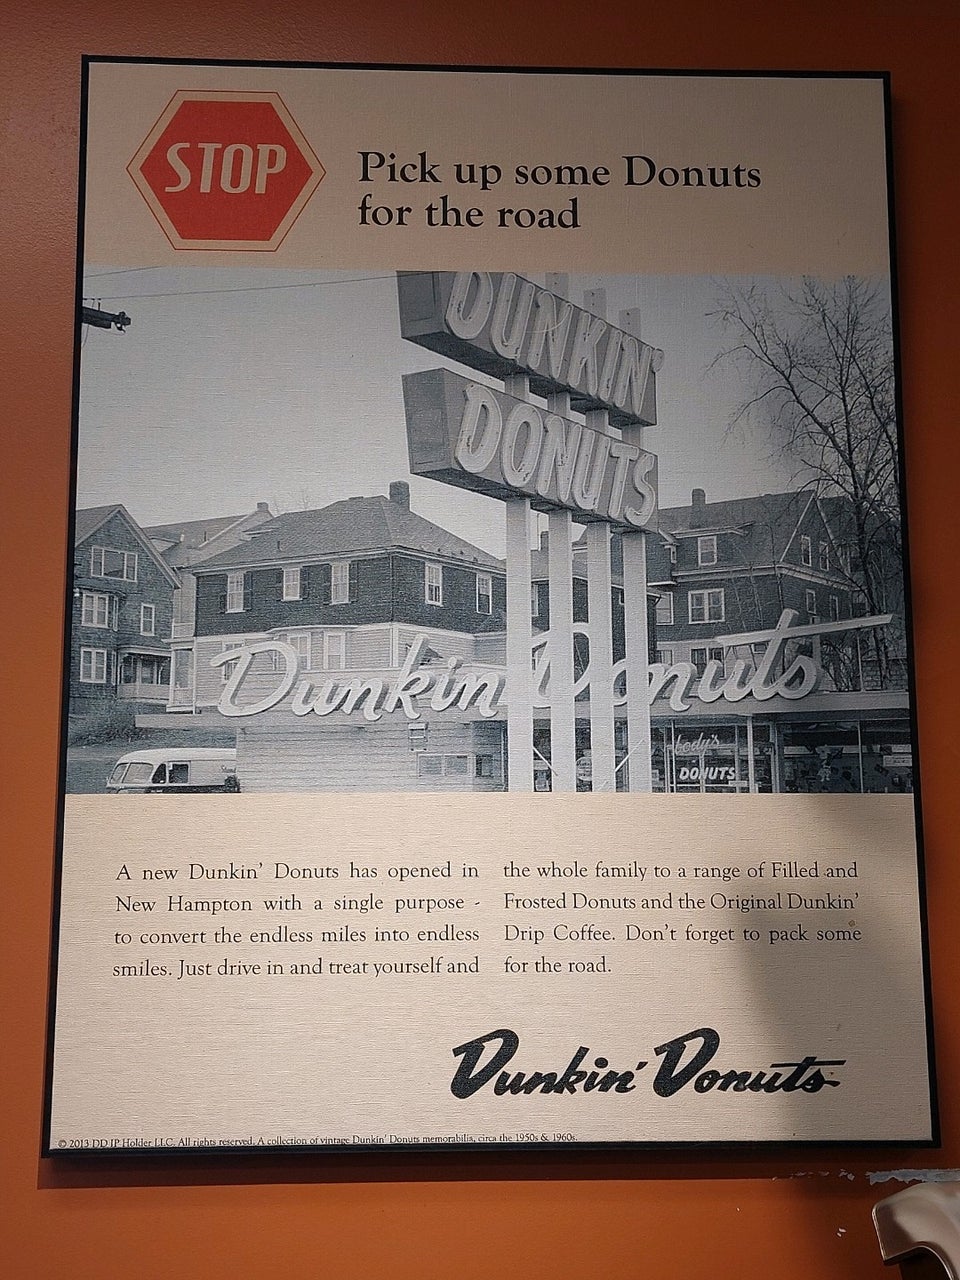 STOP
Pick up some Donuts
for the road
DUNKIN'
DONUTS
Dunkin Donuts
DONUTS
A new Dunkin' Donuts has opened in
New Hampton with a single purpose -
to convert the endless miles into endless
smiles. Just drive in and treat yourself and
the whole family to a range of Filled and
Frosted Donuts and the Original Dunkin'
Drip Coffee. Don't forget to pack some
for the road.
Dunkin' Donuts
© 2013 DD IP Holder LLC. All rights reserved. A collection of vintage Dunkin' Donuts memorabilia, circa the 1950s & 1960s.